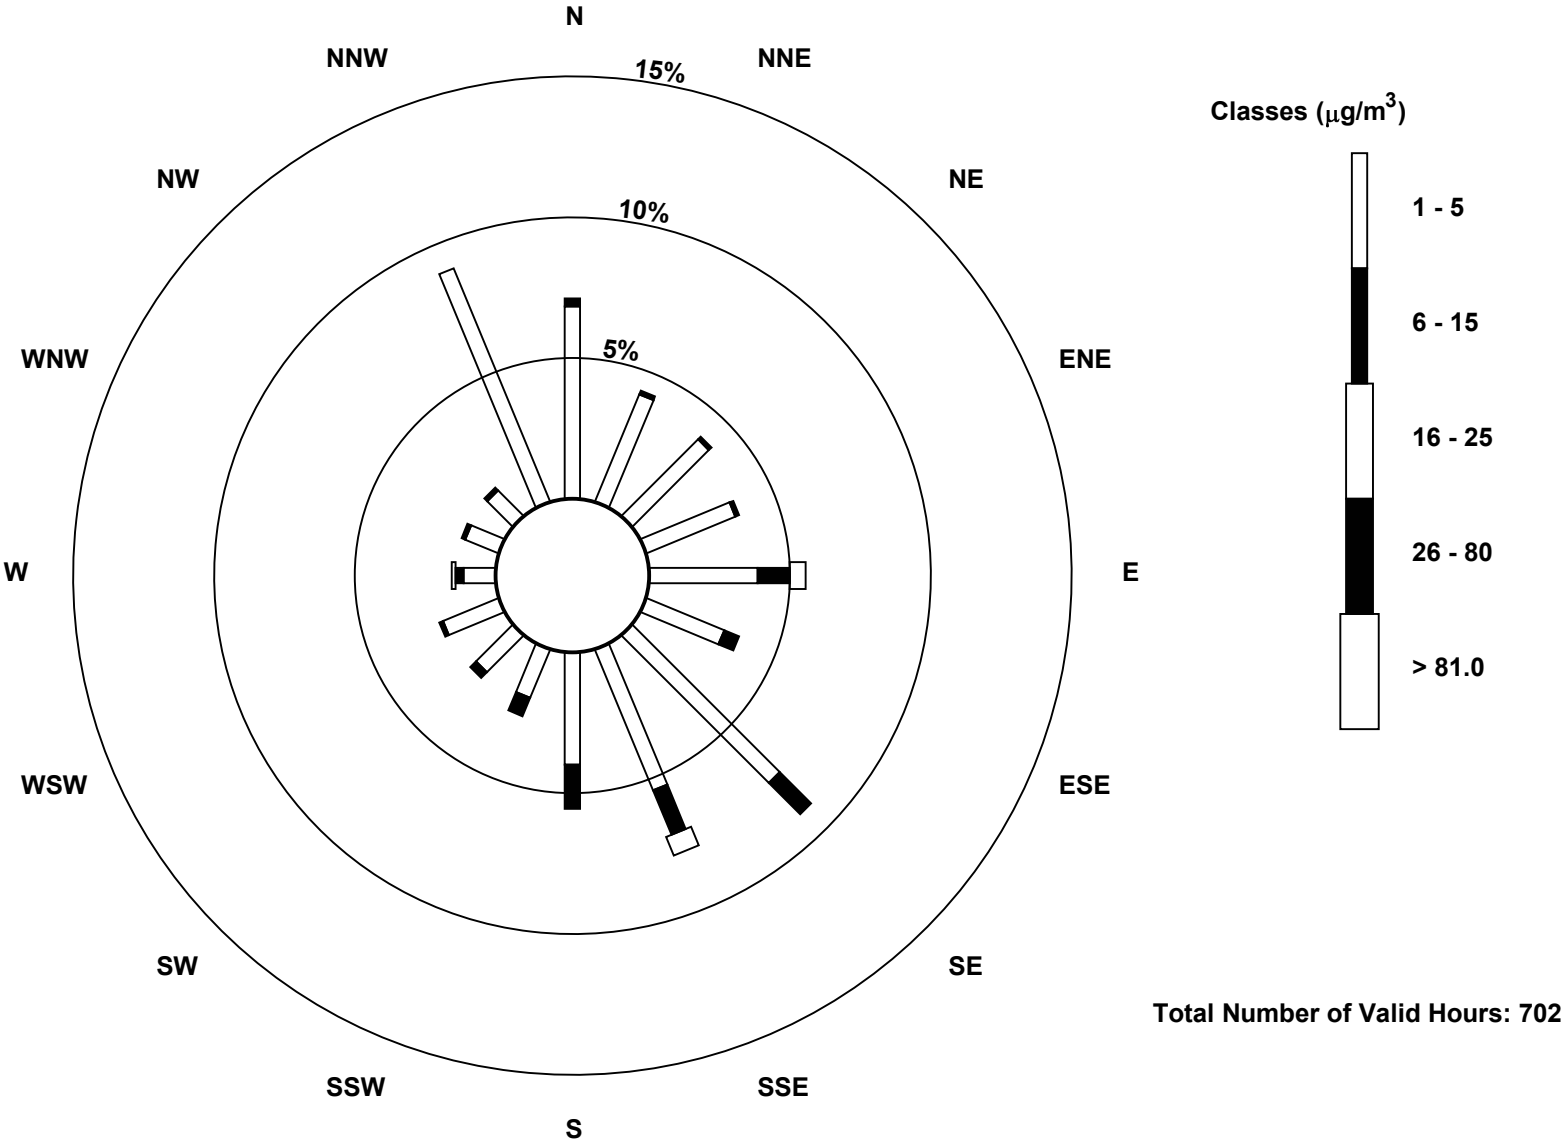 N
NNW
NNE
15%
Classes (μg/m3)
NW
NE
1 - 5
10%
6 - 15
5%
WNW
ENE
16 - 25
26 - 80
W
E
> 81.0
WSW
ESE
SW
SE
Total Number of Valid Hours: 702
SSW
SSE
S